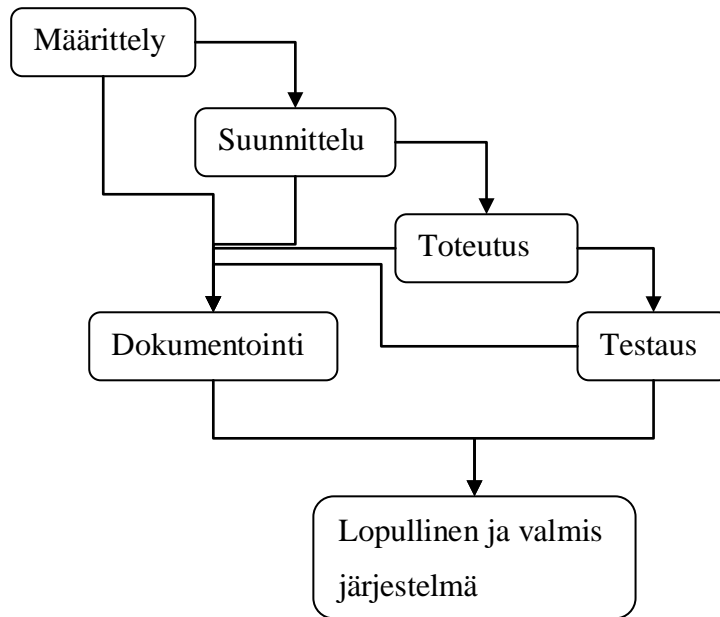 Määrittely
Suunnittelu
Toteutus
Dokumentointi
Testaus
Lopullinen ja valmis
järjestelmä